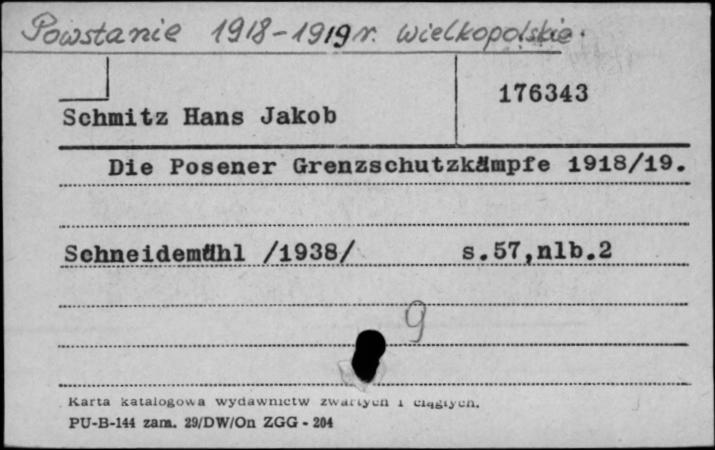 Powstanie 1918-1919 r. wielkopolskie.
176343
Schmitz Hans Jakob
Die Posener Grenzschutzkämpfe 1918/19.
Schneidemühl /1938/ s.57,nlb.2
9
Karta katalogowa wydawnictw zwartych i ciągłych.
PU-B-144 zam. 29/DW/On ZGG - 204